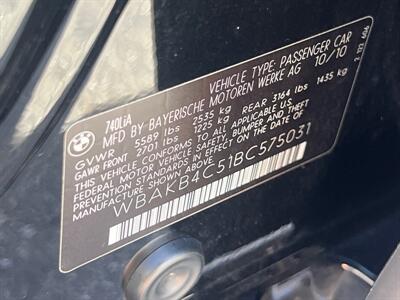 BMW
740LiA
VEHICLE TYPE: PASSENGER CAR
MFD BY-BAYERISCHE MOTOREN WERKE AG 10/10
GVWR 5589 lbs 2535 kg
GAWR FRONT 2701 lbs 1225 kg REAR 3164 lbs 1435 kg
THIS VEHICLE CONFORMS TO ALL APPLICABLE
FEDERAL MOTOR VEHICLE SAFETY, BUMPER, AND
THEFT PREVENTION STANDARDS IN EFFECT ON THE DATE OF
MANUFACTURE SHOWN ABOVE.
WBAKB4C51BC575031